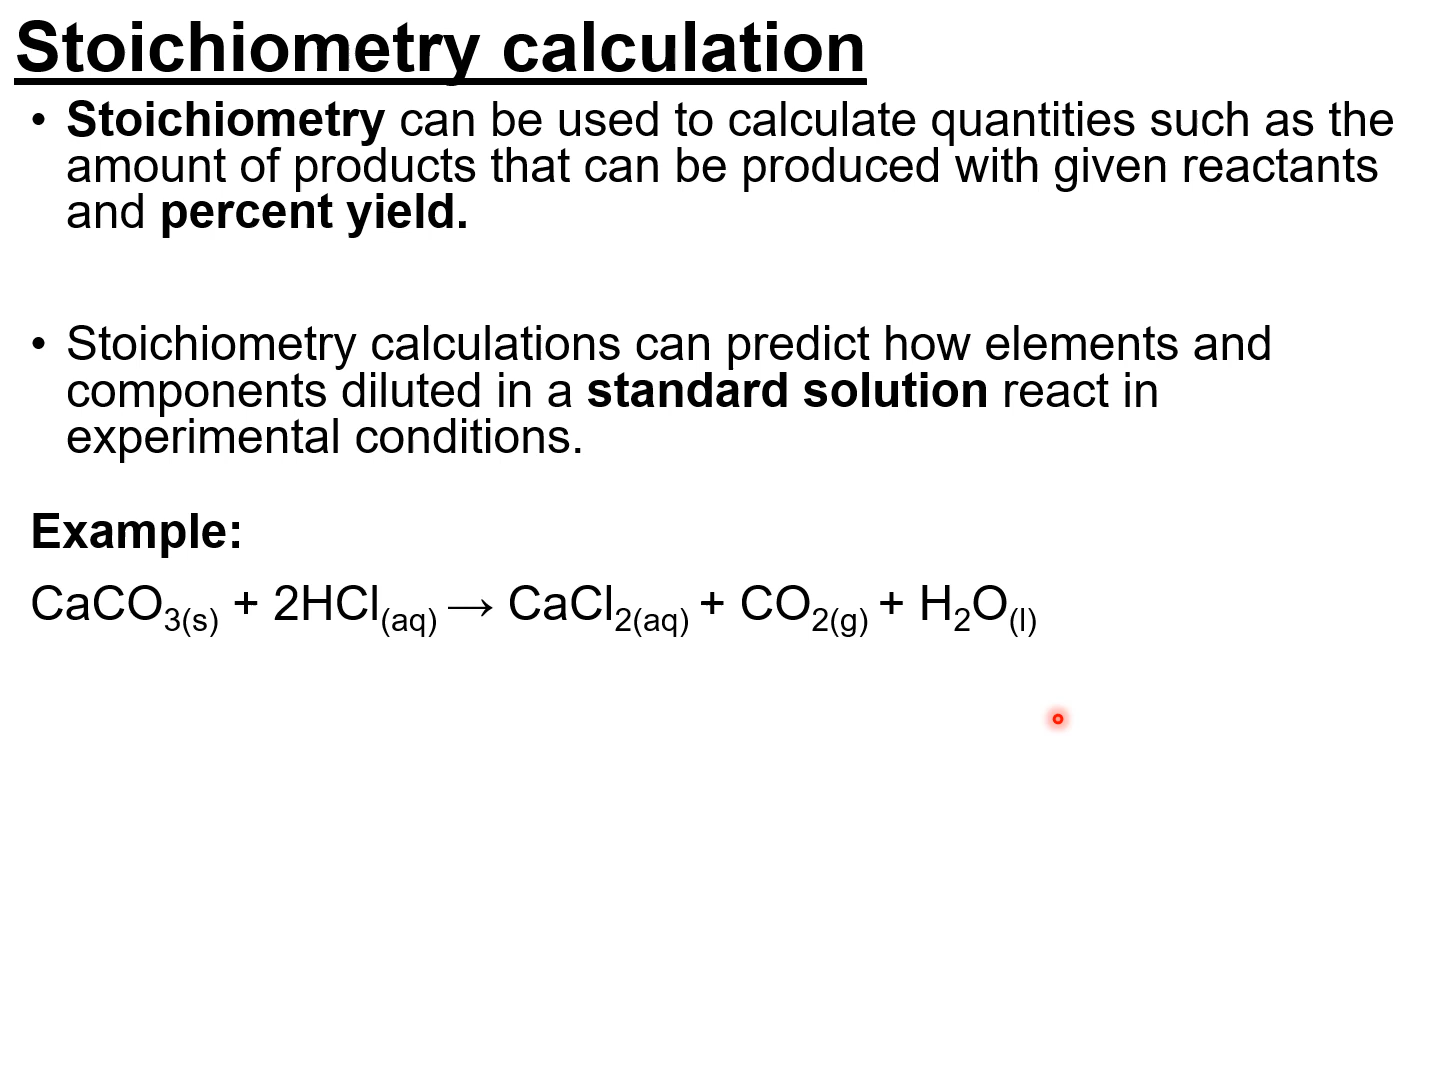 Stoichiometry calculation
• Stoichiometry can be used to calculate quantities such as the
amount of products that can be produced with given reactants
and percent yield.
• Stoichiometry calculations can predict how elements and
components diluted in a standard solution react in
experimental conditions.
Example:
CaCO₃(s) + 2HCl(aq) → CaCl₂(aq) + CO₂(g) + H₂O(l)